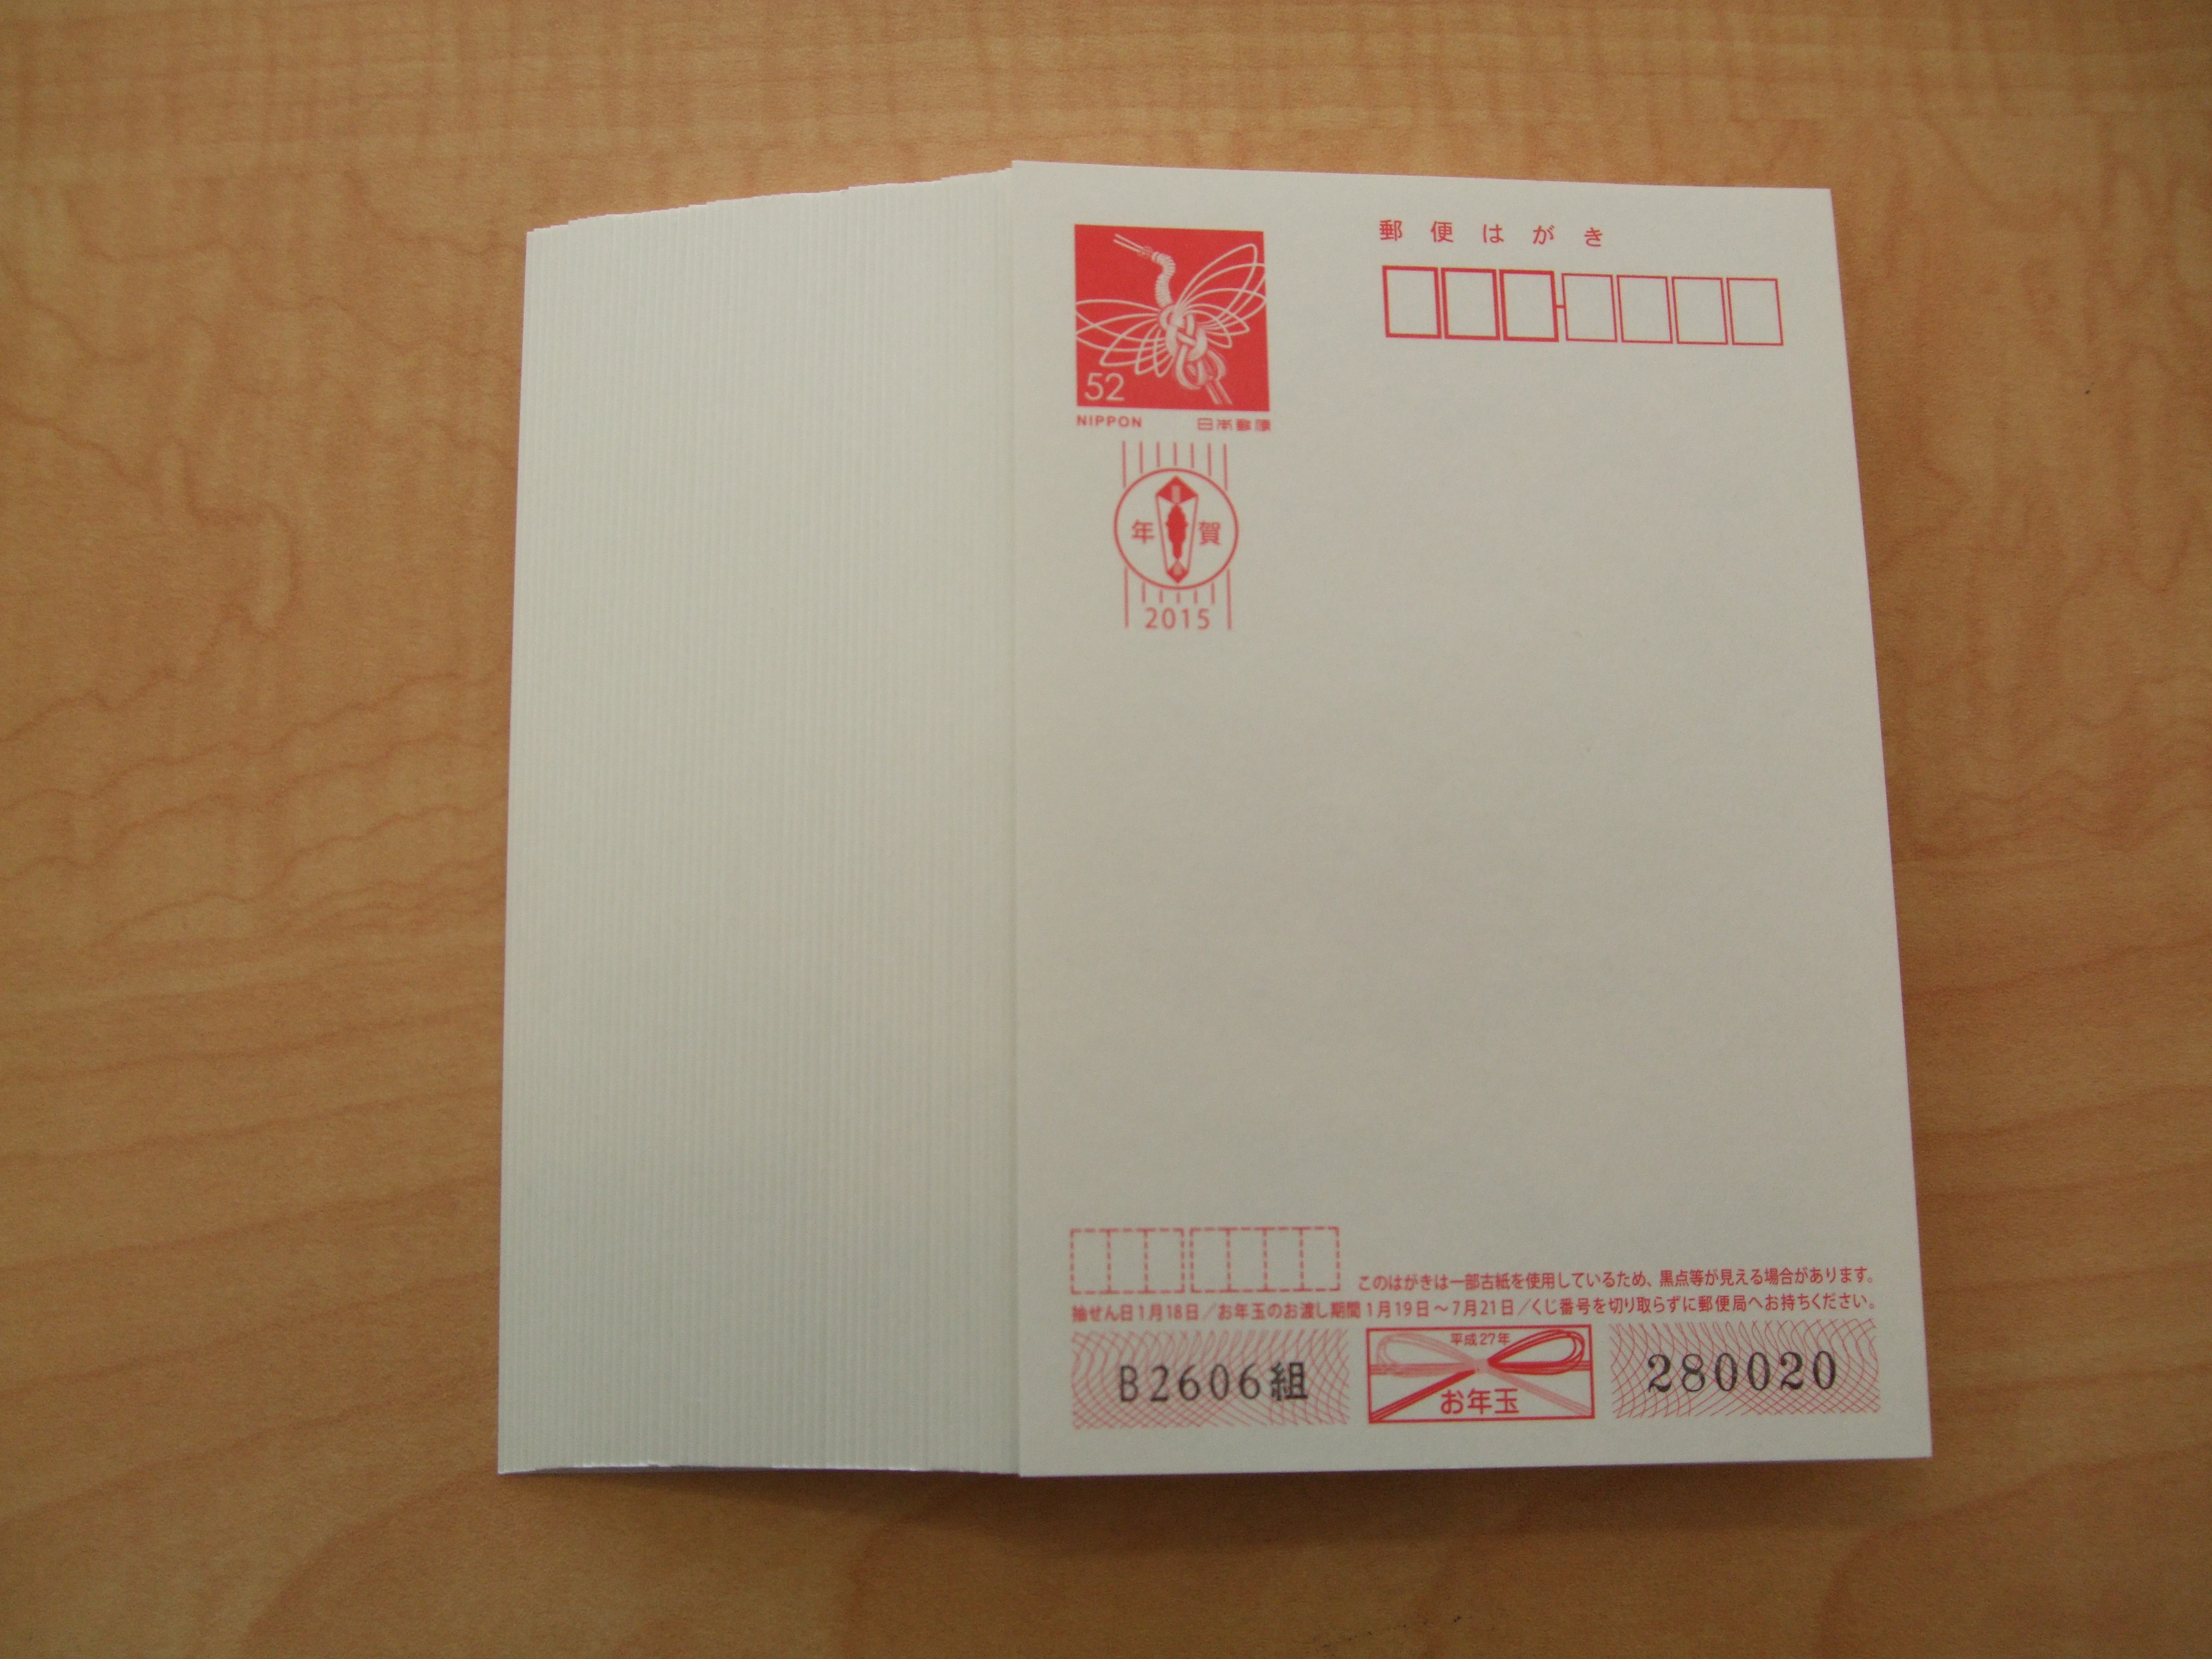 郵便はがき
52
NIPPON 日本郵便
年賀
2015
このはがきは一部古紙を使用しているため、黒点等が見える場合があります。
抽せん日1月18日/お年玉のお渡し期間1月19日～7月21日/くじ番号を切り取らずに郵便局へお持ちください。
B2606組
平成27年
お年玉
280020